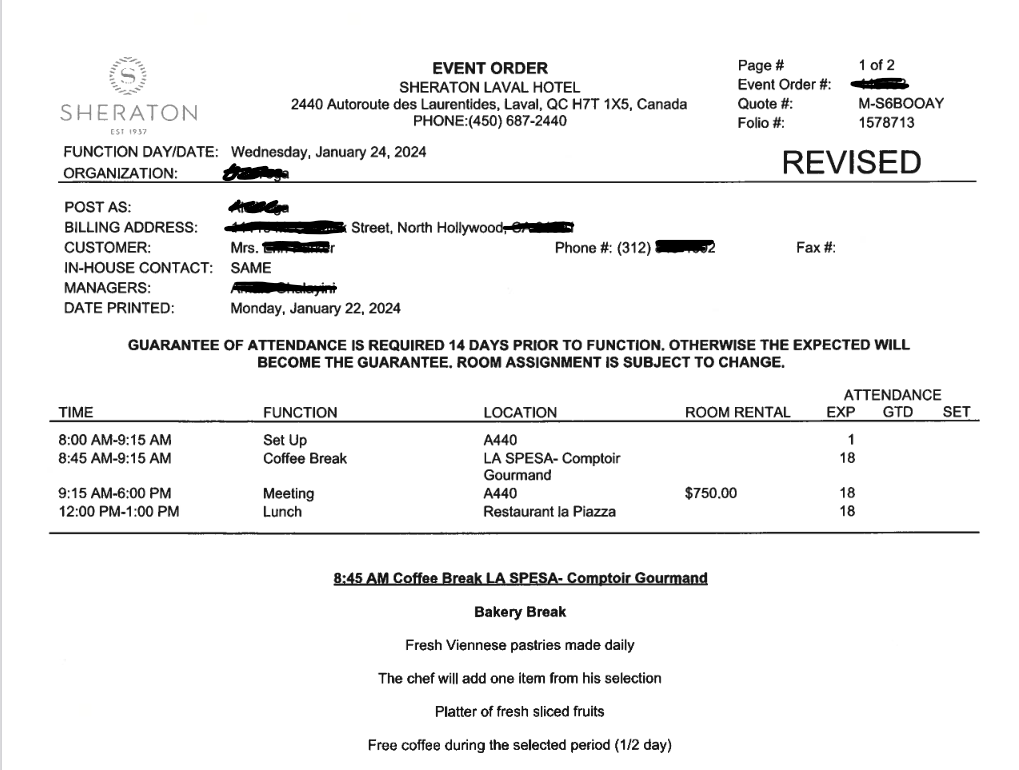 SHERATON
EST 1937
EVENT ORDER
SHERATON LAVAL HOTEL
2440 Autoroute des Laurentides, Laval, QC H7T 1X5, Canada
PHONE:(450) 687-2440
Page # 1 of 2
Event Order #:
Quote #: M-S6BOOAY
Folio #: 1578713
REVISED
FUNCTION DAY/DATE: Wednesday, January 24, 2024
ORGANIZATION:
POST AS:
BILLING ADDRESS: Street, North Hollywood,
CUSTOMER: Mrs. Phone #: (312) Fax #:
IN-HOUSE CONTACT: SAME
MANAGERS:
DATE PRINTED: Monday, January 22, 2024
GUARANTEE OF ATTENDANCE IS REQUIRED 14 DAYS PRIOR TO FUNCTION. OTHERWISE THE EXPECTED WILL
BECOME THE GUARANTEE. ROOM ASSIGNMENT IS SUBJECT TO CHANGE.
ATTENDANCE
TIME FUNCTION LOCATION ROOM RENTAL EXP GTD SET
8:00 AM-9:15 AM Set Up A440 1
8:45 AM-9:15 AM Coffee Break LA SPESA- Comptoir 18
Gourmand
9:15 AM-6:00 PM Meeting A440 $750.00 18
12:00 PM-1:00 PM Lunch Restaurant la Piazza 18
8:45 AM Coffee Break LA SPESA- Comptoir Gourmand
Bakery Break
Fresh Viennese pastries made daily
The chef will add one item from his selection
Platter of fresh sliced fruits
Free coffee during the selected period (1/2 day)